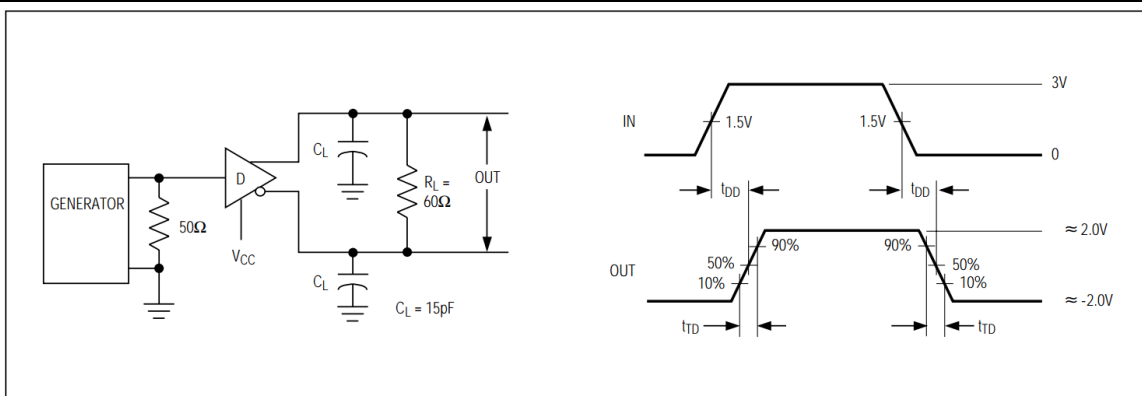 GENERATOR
50Ω
D
VCC
CL
CL
RL =
60Ω
OUT
CL = 15pF
IN
3V
1.5V
1.5V
0
tDD
tDD
OUT
≈ 2.0V
90%
90%
50%
50%
10%
10%
≈ -2.0V
tTD
tTD